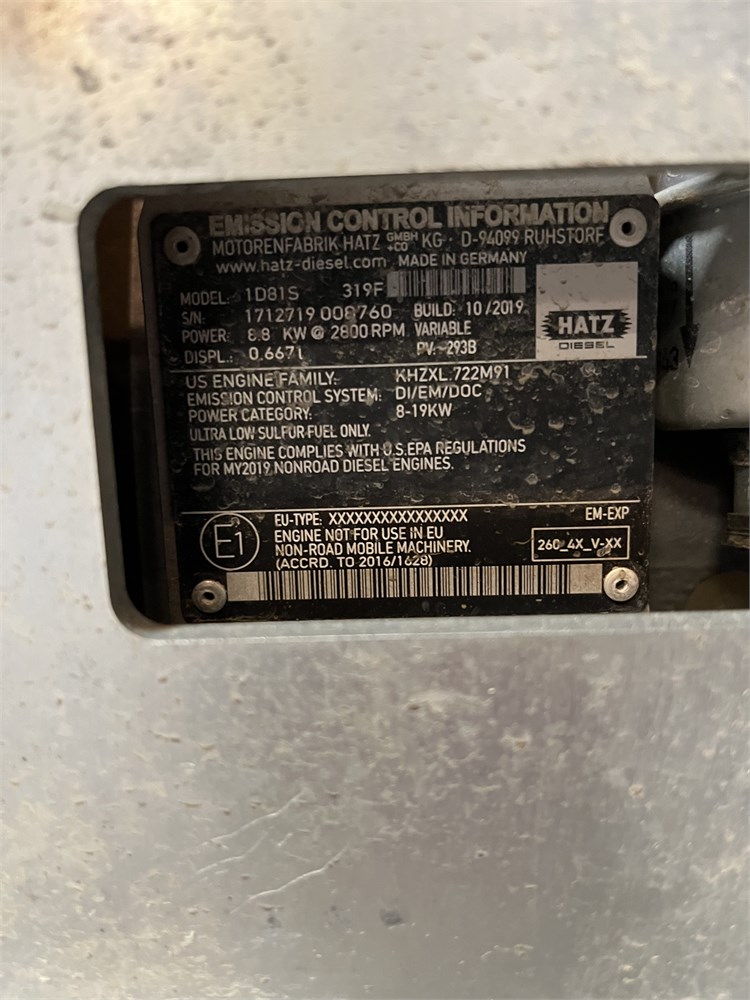 EMISSION CONTROL INFORMATION
MOTORENFABRIK HATZ GMBH +CO KG · D-94099 RUHSTORF
www.hatz-diesel.com MADE IN GERMANY
MODEL: 1D81S 319F
S/N: 1712719 008760 BUILD: 10/2019
POWER: 8.8 KW @ 2800 RPM VARIABLE
DISPL.: 0.667 l PV.-293B
HATZ
DIESEL
US ENGINE FAMILY: KHZXL.722M91
EMISSION CONTROL SYSTEM: DI/EM/DOC
POWER CATEGORY: 8-19KW
ULTRA LOW SULFUR FUEL ONLY.
THIS ENGINE COMPLIES WITH U.S.EPA REGULATIONS
FOR MY2019 NONROAD DIESEL ENGINES.
E1
EU-TYPE: XXXXXXXXXXXXXXXX EM-EXP
ENGINE NOT FOR USE IN EU
NON-ROAD MOBILE MACHINERY.
(ACCRD. TO 2016/1628)
260_4X_V-XX